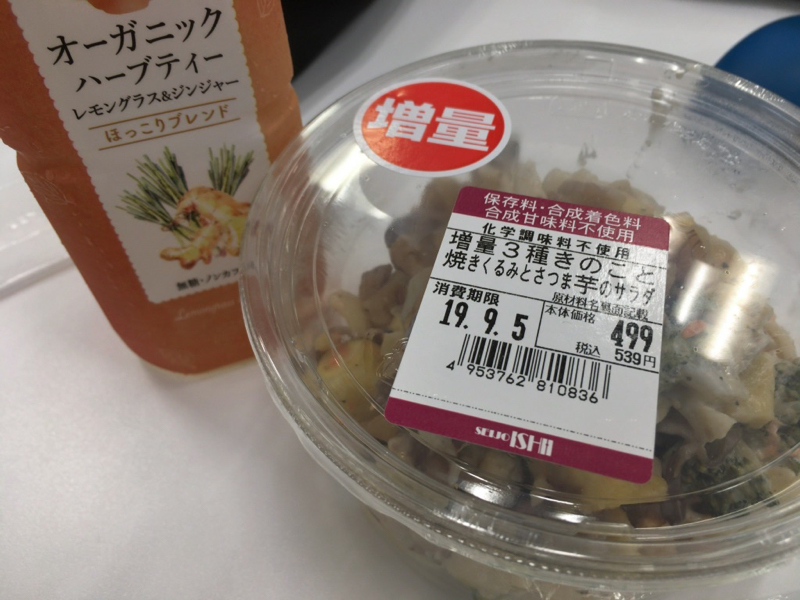 オーガニック
ハーブティー
レモングラス&ジンジャー
ほっこりブレンド
増量
保存料・合成着色料
合成甘味料不使用
化学調味料不使用
増量3種きのこと
焼きくるみとさつま芋のサラダ
消費期限
原材料名裏面記載
19.9.5
本体価格
499
税込 539円
4 953762 810836
SEIJO ISHII